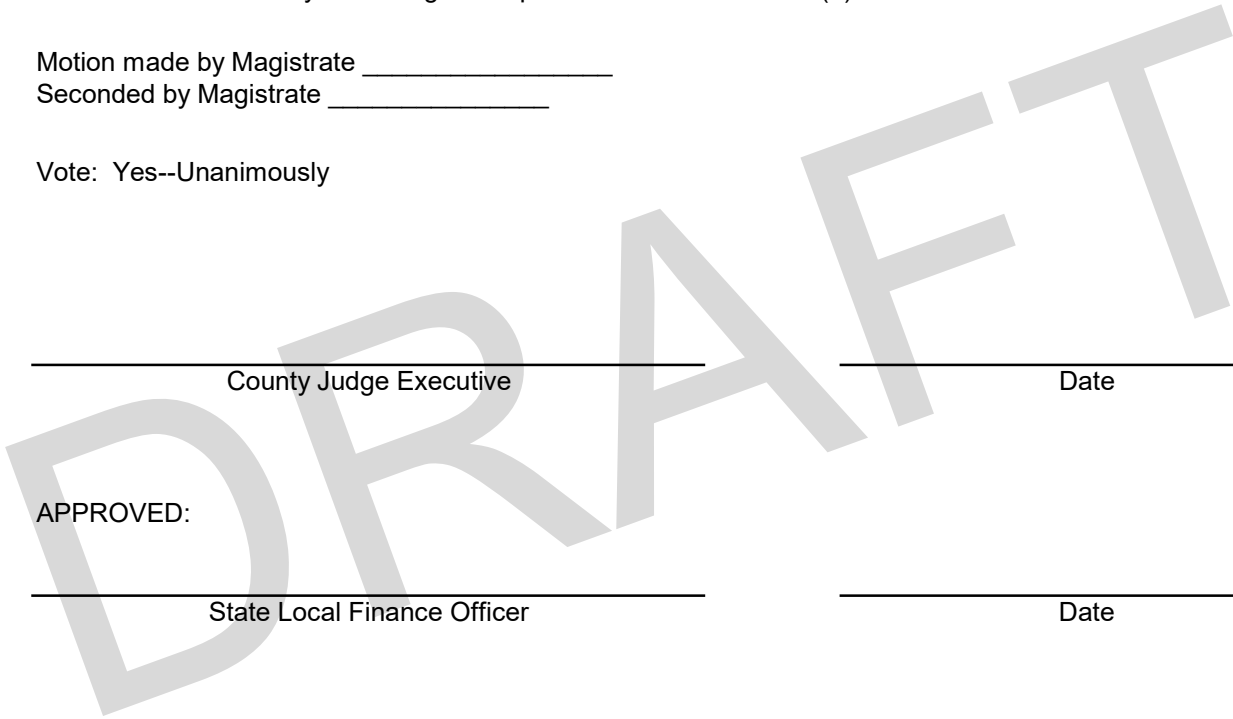 Motion made by Magistrate _________________
Seconded by Magistrate _______________
Vote: Yes--Unanimously
County Judge Executive Date
APPROVED:
State Local Finance Officer Date
DRAFT